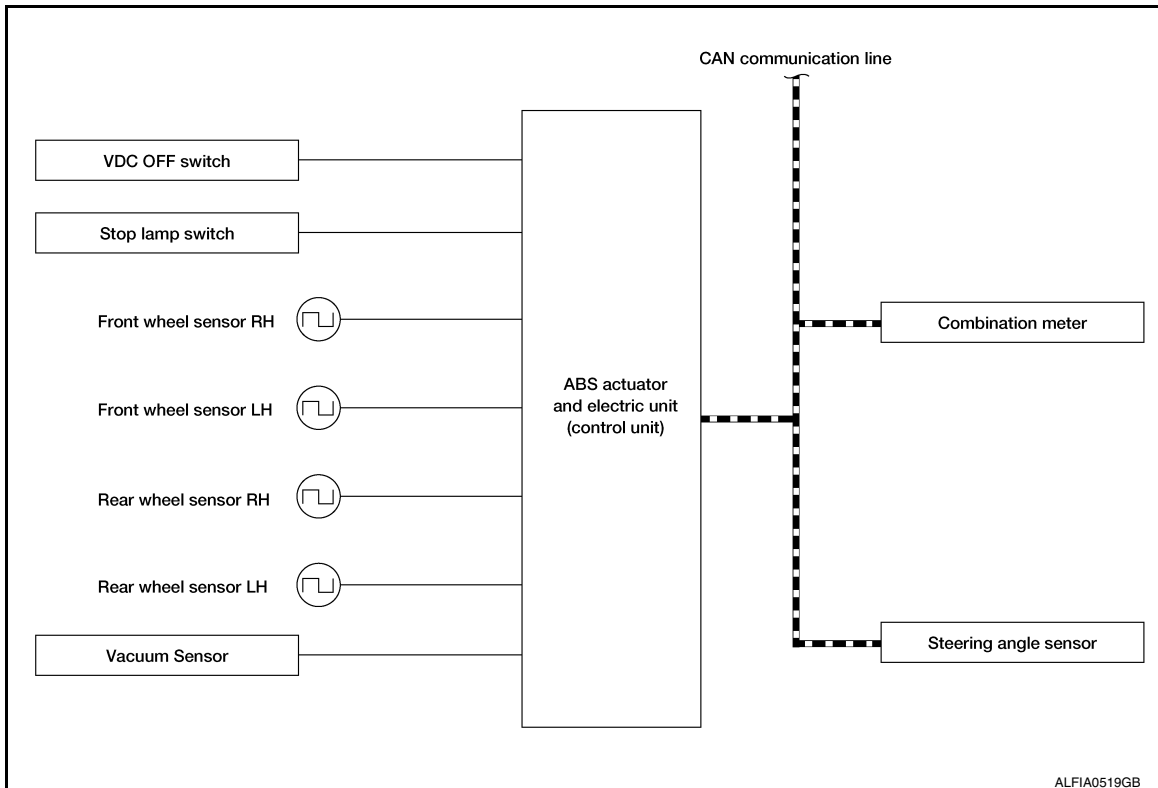 CAN communication line
VDC OFF switch
Stop lamp switch
Front wheel sensor RH
Front wheel sensor LH
Rear wheel sensor RH
Rear wheel sensor LH
Vacuum Sensor
ABS actuator
and electric unit
(control unit)
Combination meter
Steering angle sensor
ALFIA0519GB